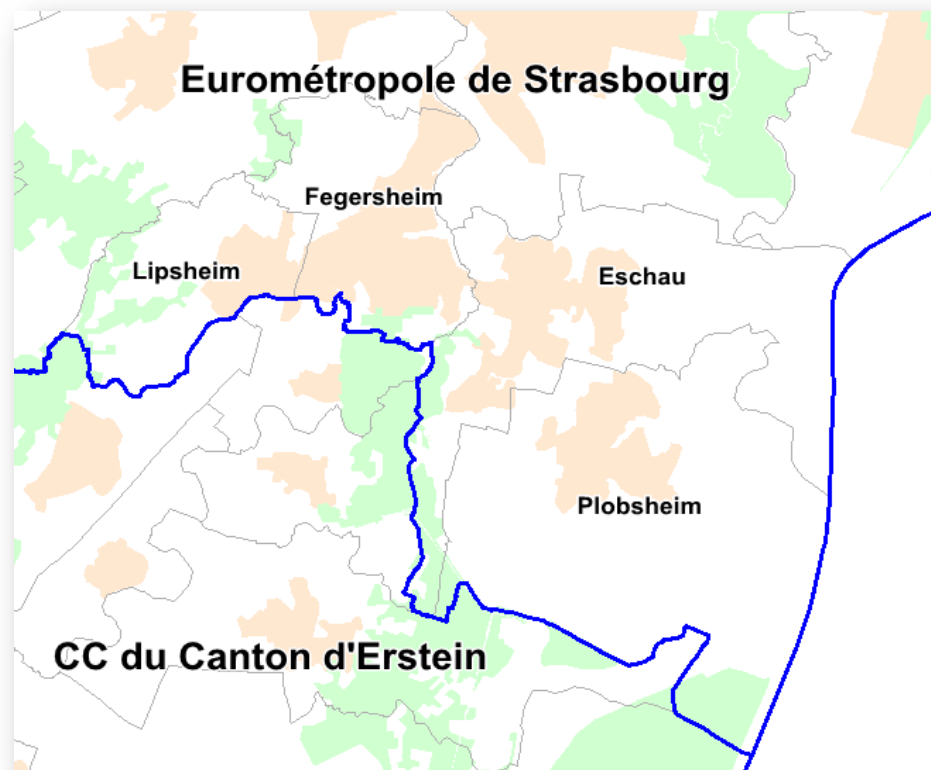 Eurométropole de Strasbourg
Fegersheim
Lipsheim
Eschau
Plobsheim
CC du Canton d'Erstein